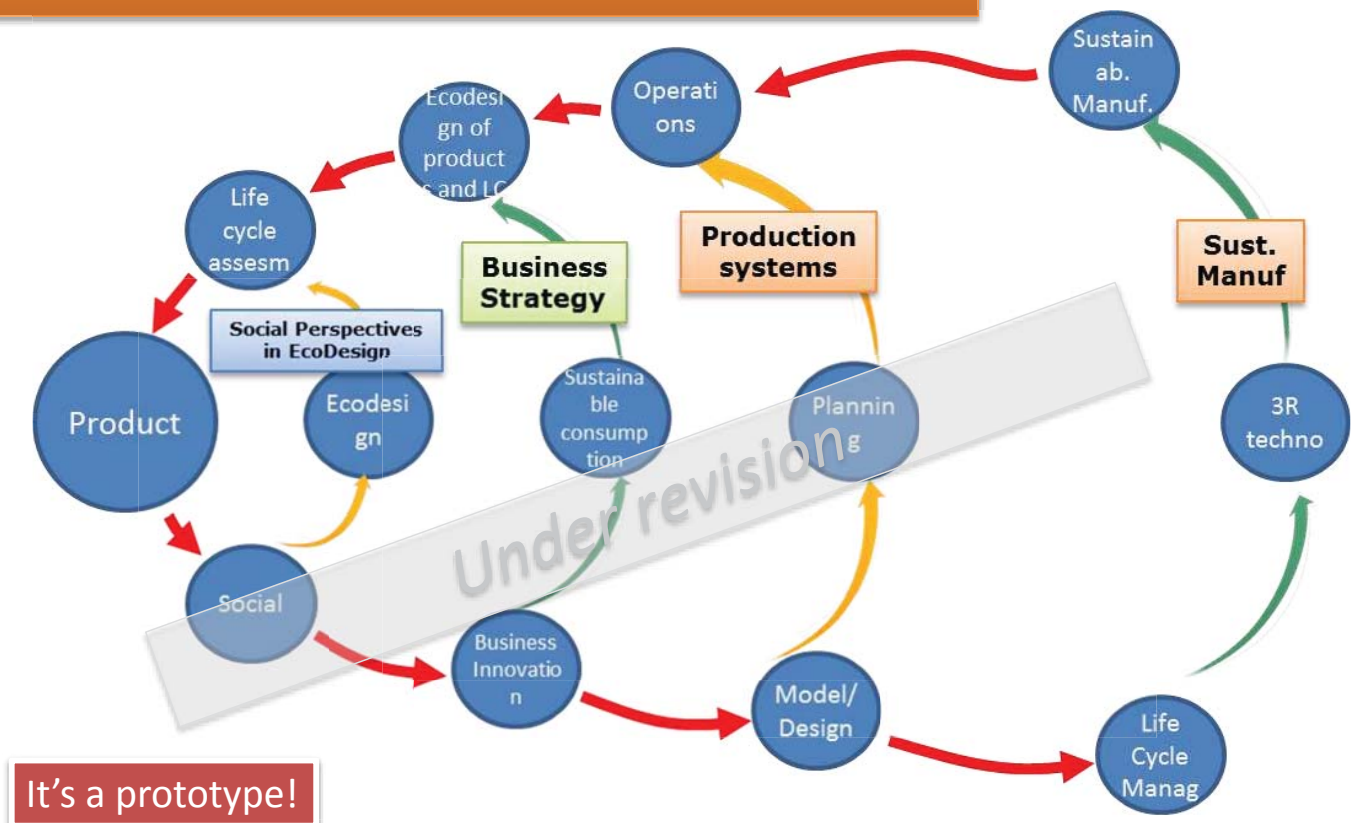 Sustain
ab.
Manuf.
Operati
ons
Ecodesi
gn of
product
s and LC
Life
cycle
assesm
Production
systems
Sust.
Manuf
Business
Strategy
Social Perspectives
in EcoDesign
Product
Ecodesi
gn
Sustaina
ble
consump
tion
Plannin
g
3R
techno
Under revision
Social
Business
Innovatio
n
Model/
Design
Life
Cycle
Manag
It’s a prototype!